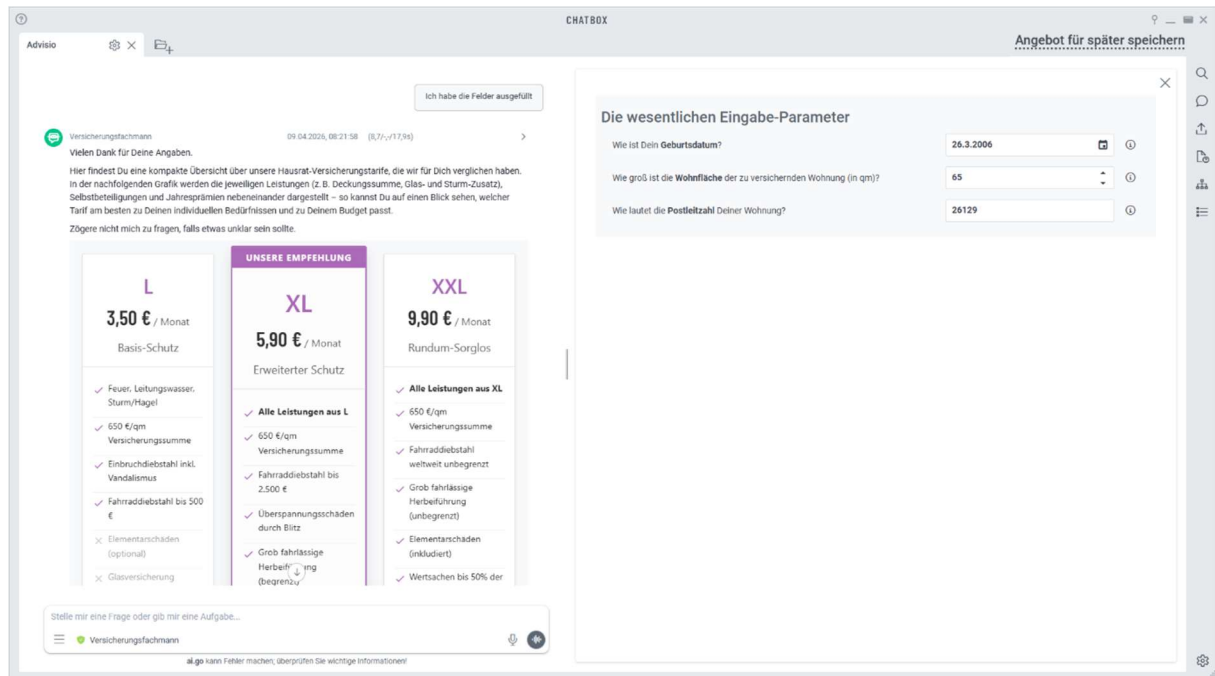 CHATBOX
Advisio
Angebot für später speichern
Ich habe die Felder ausgefüllt
Versicherungsfachmann 09.04.2026, 08:21:58 (8,7/-,-/17,9s)
Vielen Dank für Deine Angaben.
Hier findest Du eine kompakte Übersicht über unsere Hausrat-Versicherungstarife, die wir für Dich verglichen haben.
In der nachfolgenden Grafik werden die jeweiligen Leistungen (z. B. Deckungssumme, Glas- und Sturm-Zusatz),
Selbstbeteiligungen und Jahresprämien nebeneinander dargestellt – so kannst Du auf einen Blick sehen, welcher
Tarif am besten zu Deinen individuellen Bedürfnissen und zu Deinem Budget passt.
Zögere nicht mich zu fragen, falls etwas unklar sein sollte.
L
3,50 € / Monat
Basis-Schutz
Feuer, Leitungswasser,
Sturm/Hagel
650 €/qm
Versicherungssumme
Einbruchdiebstahl inkl.
Vandalismus
Fahrraddiebstahl bis 500
€
Elementarschäden
(optional)
Glasversicherung
UNSERE EMPFEHLUNG
XL
5,90 € / Monat
Erweiterter Schutz
Alle Leistungen aus L
650 €/qm
Versicherungssumme
Fahrraddiebstahl bis
2.500 €
Überspannungsschäden
durch Blitz
Grob fahrlässige
(begrenzt)
XXL
9,90 € / Monat
Rundum-Sorglos
Alle Leistungen aus XL
650 €/qm
Versicherungssumme
Fahrraddiebstahl
weltweit unbegrenzt
Grob fahrlässige
Herbeiführung
(unbegrenzt)
Elementarschäden
(inkludiert)
Wertsachen bis 50% der
Stelle mir eine Frage oder gib mir eine Aufgabe...
Versicherungsfachmann
ai.go kann Fehler machen; überprüfen Sie wichtige Informationen!
Die wesentlichen Eingabe-Parameter
Wie ist Dein Geburtsdatum? 26.3.2006
Wie groß ist die Wohnfläche der zu versichernden Wohnung (in qm)? 65
Wie lautet die Postleitzahl Deiner Wohnung? 26129